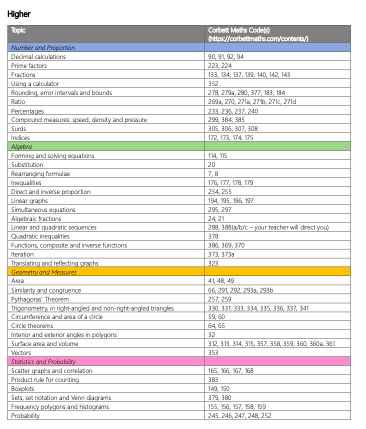 Higher
Topic Corbett Maths Code(s)
(https://corbettmaths.com/contents/)
Number and Proportion
Decimal calculations 90, 91, 92, 94
Prime factors 223, 224
Fractions 133, 134, 137, 139, 140, 142, 143
Using a calculator 352
Rounding, error intervals and bounds 278, 279a, 280, 377, 183, 184
Ratio 269a, 270, 271a, 271b, 271c, 271d
Percentages 233, 236, 237, 240
Compound measures: speed, density and pressure 299, 384, 385
Surds 305, 306, 307, 308
Indices 172, 173, 174, 175
Algebra
Forming and solving equations 114, 115
Substitution 20
Rearranging formulae 7, 8
Inequalities 176, 177, 178, 179
Direct and inverse proportion 254, 255
Linear graphs 194, 195, 196, 197
Simultaneous equations 295, 297
Algebraic fractions 24, 21
Linear and quadratic sequences 288, 388(a/b/c – your teacher will direct you)
Quadratic inequalities 378
Functions, composite and inverse functions 386, 369, 370
Iteration 373, 373a
Translating and reflecting graphs 323
Geometry and Measures
Area 41, 48, 49
Similarity and congruence 66, 291, 292, 293a, 293b
Pythagoras' Theorem 257, 259
Trigonometry, in right-angled and non-right-angled triangles 330, 331, 333, 334, 335, 336, 337, 341
Circumference and area of a circle 59, 60
Circle theorems 64, 65
Interior and exterior angles in polygons 32
Surface area and volume 312, 313, 314, 315, 357, 358, 359, 360, 360a, 361
Vectors 353
Statistics and Probability
Scatter graphs and correlation 165, 166, 167, 168
Product rule for counting 383
Boxplots 149, 150
Sets, set notation and Venn diagrams 379, 380
Frequency polygons and histograms 155, 156, 157, 158, 159
Probability 245, 246, 247, 248, 252